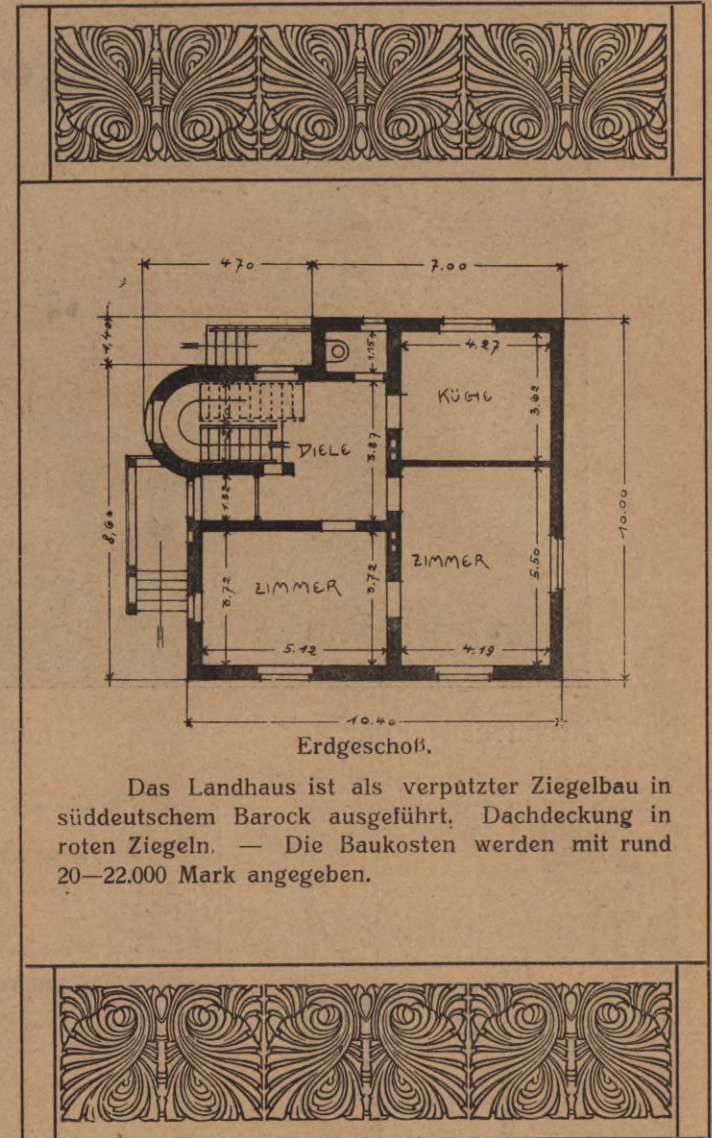 4.70 7.00
1,40
1.15
4.27
KÜCHE
3.62
DIELE
3.87
1.32
8,60
10.00
ZIMMER
5.50
ZIMMER
3.72
3.72
5.12
4.19
10.40
Erdgeschoß.
Das Landhaus ist als verputzter Ziegelbau in
süddeutschem Barock ausgeführt. Dachdeckung in
roten Ziegeln. — Die Baukosten werden mit rund
20—22.000 Mark angegeben.